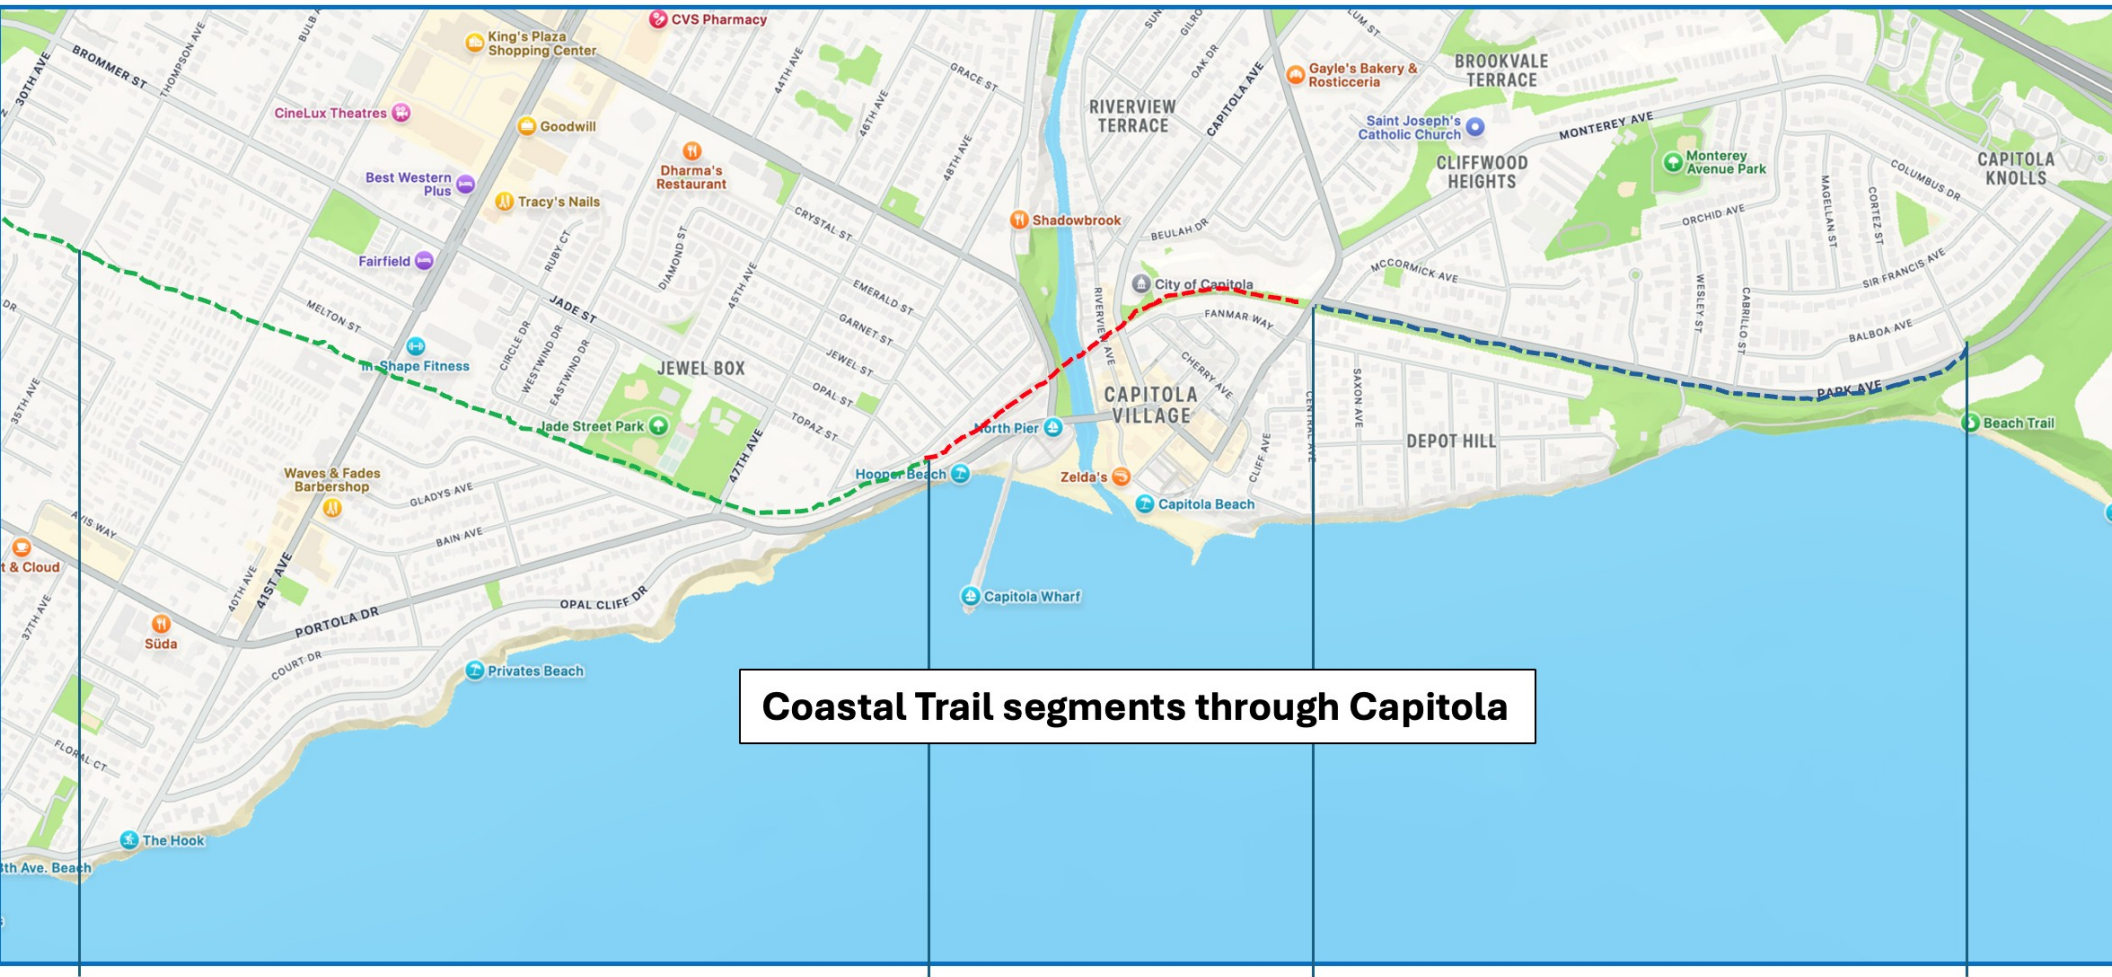 CVS Pharmacy
King's Plaza
Shopping Center
BROMMER ST
THOMPSON AVE
30TH AVE
44TH AVE
GRACE ST
46TH AVE
48TH AVE
OAK DR
CAPITOLA AVE
RIVERVIEW
TERRACE
Gayle's Bakery &
Rosticceria
BROOKVALE
TERRACE
Saint Joseph's
Catholic Church
MONTEREY AVE
CLIFFWOOD
HEIGHTS
Monterey
Avenue Park
CAPITOLA
KNOLLS
COLUMBUS DR
MAGELLAN ST
CORTEZ ST
ORCHID AVE
CineLux Theatres
Goodwill
Best Western
Plus
Tracy's Nails
Dharma's
Restaurant
CRYSTAL ST
Shadowbrook
BEULAH DR
Fairfield
RUBY CT
DIAMOND ST
45TH AVE
EMERALD ST
City of Capitola
MCCORMICK AVE
SIR FRANCIS AVE
WESLEY ST
CABRILLO ST
BALBOA AVE
MELTON ST
JADE ST
GARNET ST
RIVERVIEW AVE
FANMAR WAY
In-Shape Fitness
CIRCLE DR
WESTWIND DR
EASTWIND DR
JEWEL BOX
JEWEL ST
OPAL ST
TOPAZ ST
CHERRY AVE
CAPITOLA
VILLAGE
CENTRAL AVE
SAXON AVE
PARK AVE
Beach Trail
35TH AVE
Jade Street Park
47TH AVE
North Pier
DEPOT HILL
CLIFF AVE
Hooper Beach
Zelda's
Capitola Beach
Waves & Fades
Barbershop
GLADYS AVE
BAIN AVE
AVIS WAY
t & Cloud
40TH AVE
41ST AVE
37TH AVE
Süda
PORTOLA DR
OPAL CLIFF DR
COURT DR
Capitola Wharf
Privates Beach
Coastal Trail segments through Capitola
FLORAL CT
The Hook
8th Ave. Beach